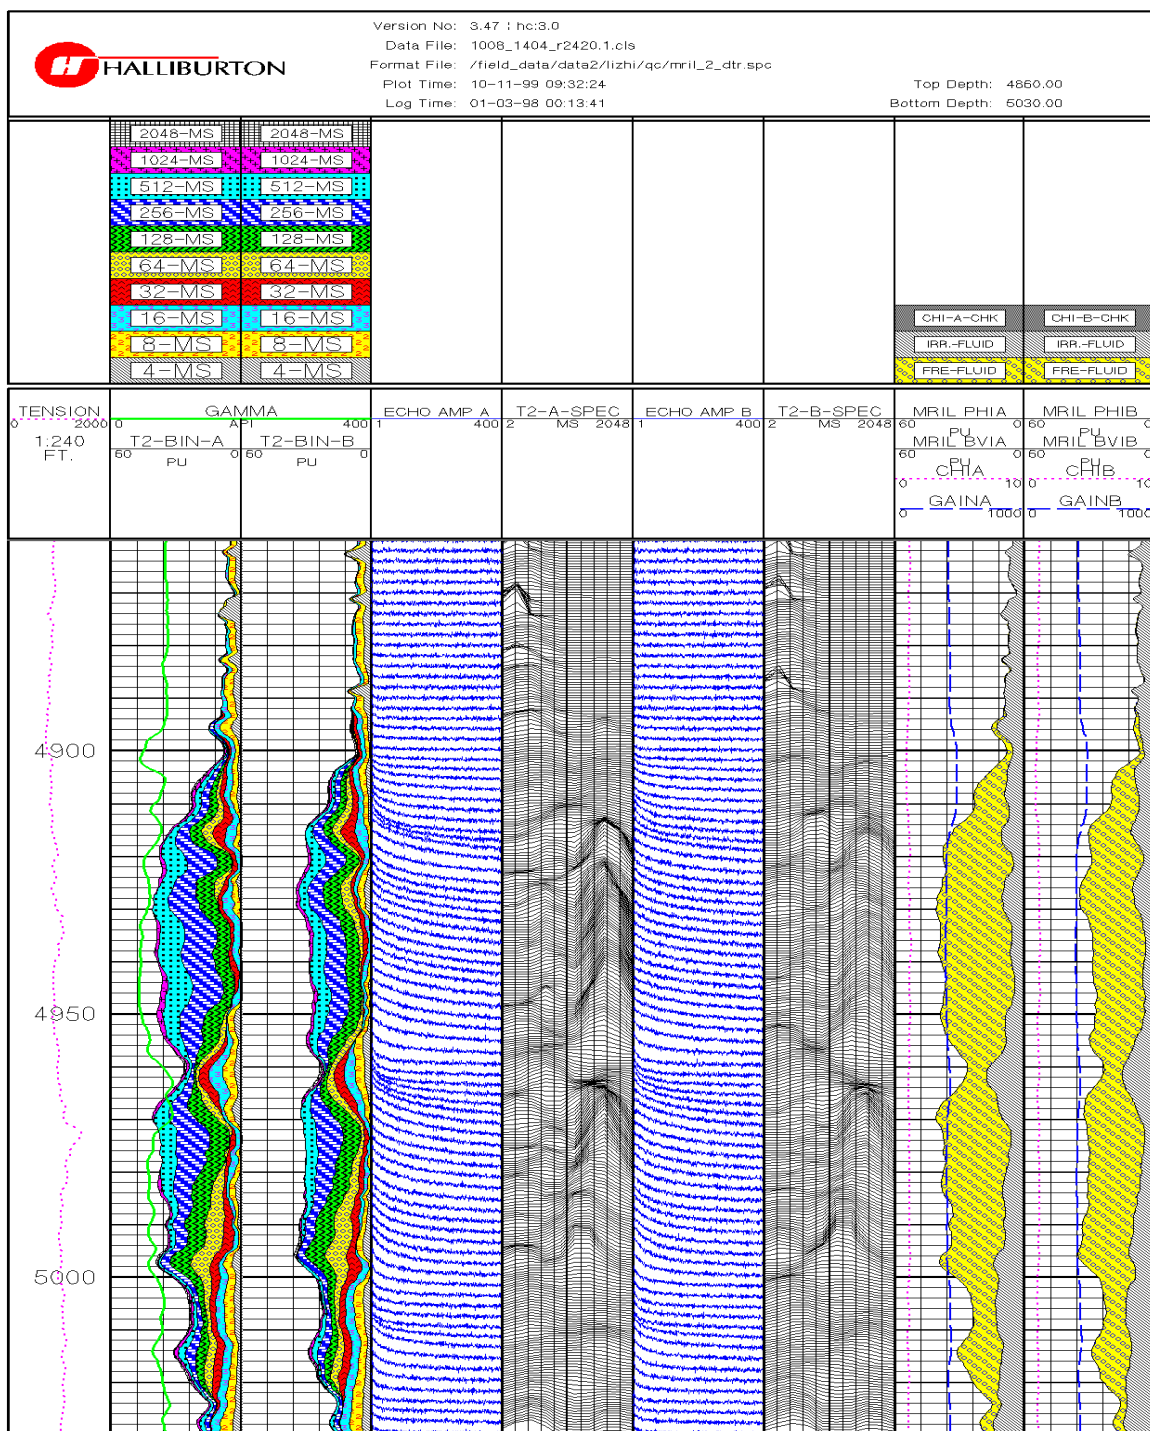 HALLIBURTON
Version No: 3.47 : hc:3.0
Data File: 1008_1404_r2420.1.cls
Format File: /field_data/data2/lizhi/qc/mril_2_dtr.spc
Plot Time: 10-11-99 09:32:24
Log Time: 01-03-98 00:13:41
Top Depth: 4860.00
Bottom Depth: 5030.00
2048-MS 2048-MS
1024-MS 1024-MS
512-MS 512-MS
256-MS 256-MS
128-MS 128-MS
64-MS 64-MS
32-MS 32-MS
16-MS 16-MS CHI-A-CHK CHI-B-CHK
8-MS 8-MS IRR.-FLUID IRR.-FLUID
4-MS 4-MS FRE-FLUID FRE-FLUID
TENSION GAMMA ECHO AMP A T2-A-SPEC ECHO AMP B T2-B-SPEC MRIL PHIA MRIL PHIB
0 2000 0 API 400 1 400 2 MS 2048 1 400 2 MS 2048 60 PU 0 60 PU 0
1:240 T2-BIN-A T2-BIN-B MRIL BVIA MRIL BVIB
FT. 60 PU 0 60 PU 0 60 PU 0 60 PU 0
CHIA CHIB
0 10 0 10
GAINA GAINB
0 1000 0 1000
4900
4950
5000